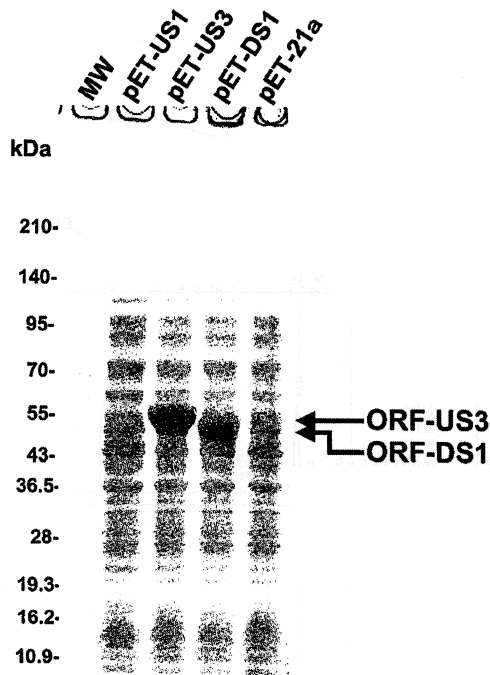 MW
pET-US1
pET-US3
pET-DS1
pET-21a
kDa
210-
140-
95-
70-
55-
ORF-US3
ORF-DS1
43-
36.5-
28-
19.3-
16.2-
10.9-